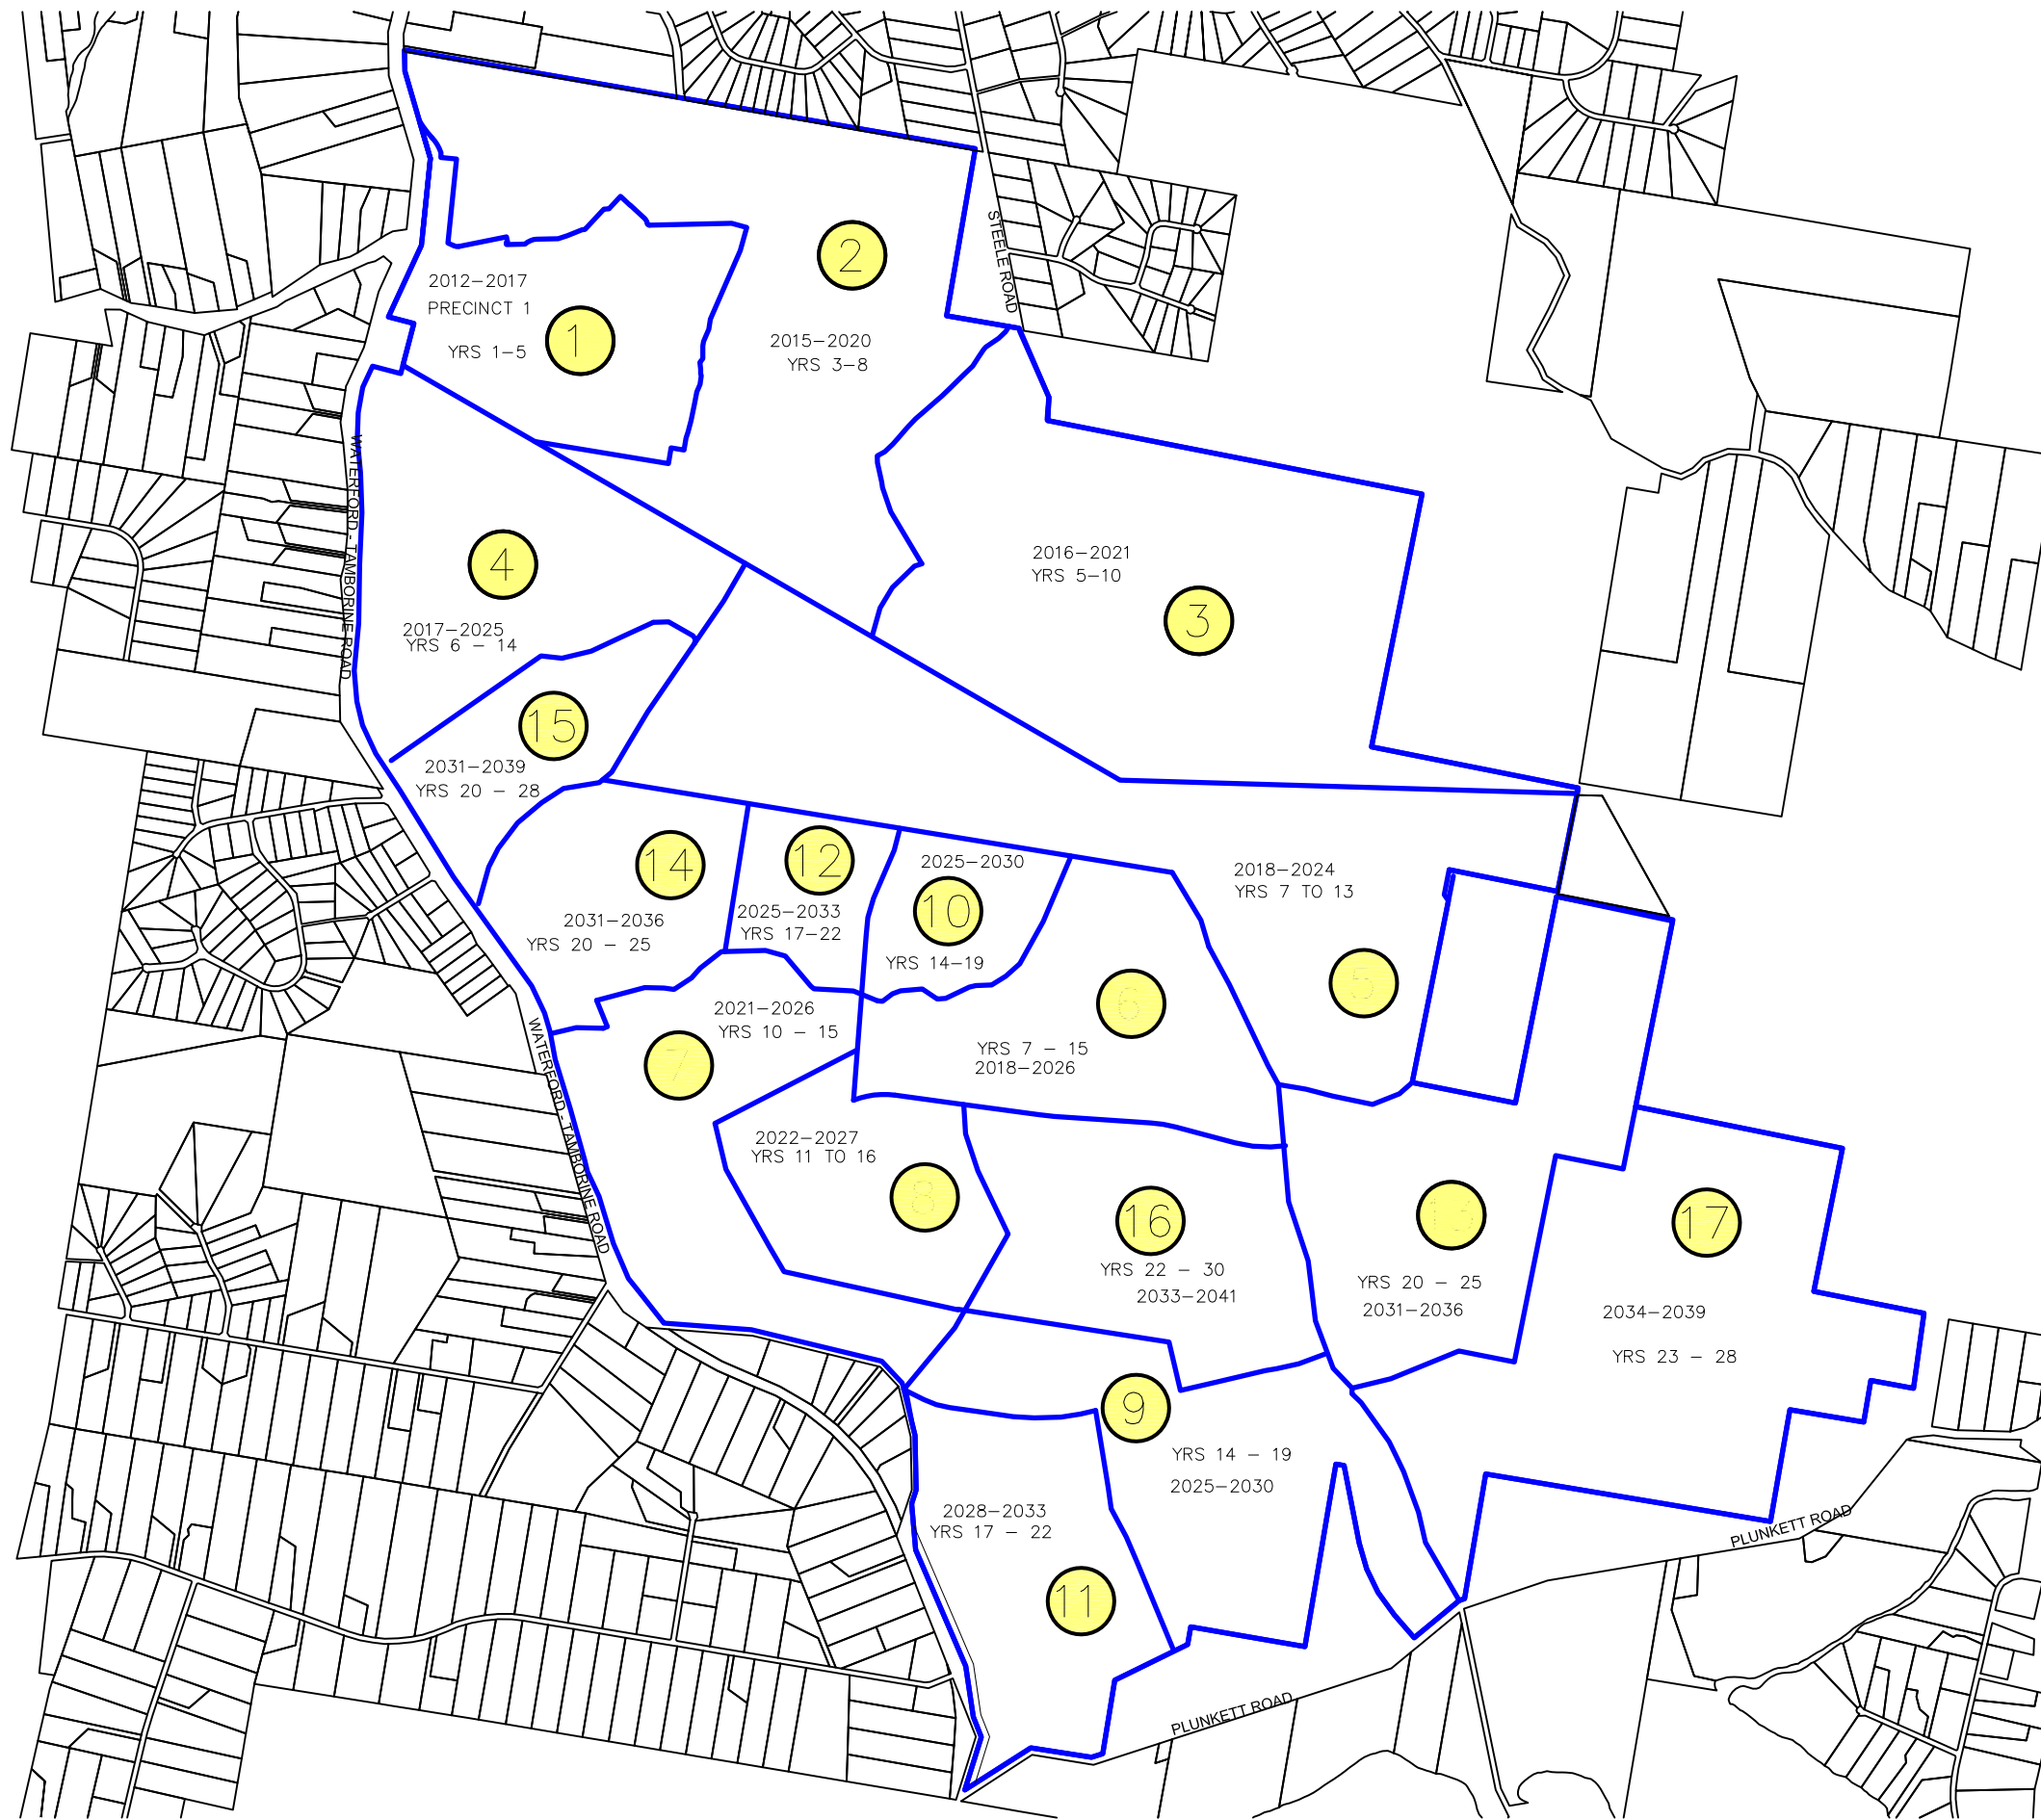 STEELE ROAD
2
2012-2017
PRECINCT 1
YRS 1-5
1
2015-2020
YRS 3-8
WATERFORD - TAMBORINE ROAD
4
2017-2025
YRS 6 - 14
2016-2021
YRS 5-10
3
15
2031-2039
YRS 20 - 28
14
2031-2036
YRS 20 - 25
12
2025-2033
YRS 17-22
2025-2030
10
YRS 14-19
2018-2024
YRS 7 TO 13
5
6
YRS 7 - 15
2018-2026
2021-2026
YRS 10 - 15
7
WATERFORD - TAMBORINE ROAD
2022-2027
YRS 11 TO 16
8
16
YRS 22 - 30
2033-2041
13
YRS 20 - 25
2031-2036
17
2034-2039
YRS 23 - 28
9
YRS 14 - 19
2025-2030
2028-2033
YRS 17 - 22
11
PLUNKETT ROAD
PLUNKETT ROAD